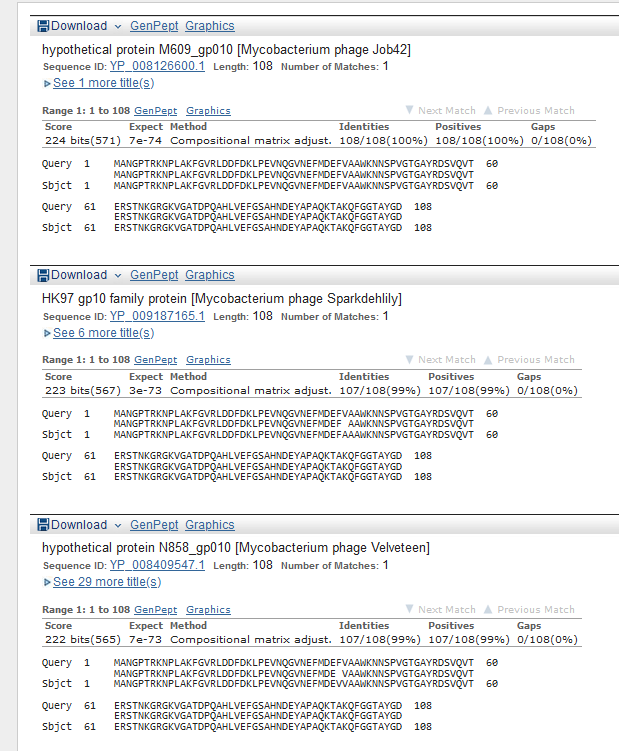 Download GenPept Graphics
hypothetical protein M609_gp010 [Mycobacterium phage Job42]
Sequence ID: YP_008126600.1 Length: 108 Number of Matches: 1
See 1 more title(s)
Range 1: 1 to 108 GenPept Graphics Next Match Previous Match
Score Expect Method Identities Positives Gaps
224 bits(571) 7e-74 Compositional matrix adjust. 108/108(100%) 108/108(100%) 0/108(0%)
Query 1 MANGPTRKNPLAKFGVRLDDFDKLPEVNQGVNEFMDEFVAAWKNNSPVGTGAYRDSVQVT 60
MANGPTRKNPLAKFGVRLDDFDKLPEVNQGVNEFMDEFVAAWKNNSPVGTGAYRDSVQVT
Sbjct 1 MANGPTRKNPLAKFGVRLDDFDKLPEVNQGVNEFMDEFVAAWKNNSPVGTGAYRDSVQVT 60
Query 61 ERSTNKGRGKVGATDPQAHLVEFGSAHNDEYAPAQKTAKQFGGTAYGD 108
ERSTNKGRGKVGATDPQAHLVEFGSAHNDEYAPAQKTAKQFGGTAYGD
Sbjct 61 ERSTNKGRGKVGATDPQAHLVEFGSAHNDEYAPAQKTAKQFGGTAYGD 108
Download GenPept Graphics
HK97 gp10 family protein [Mycobacterium phage Sparkdehlily]
Sequence ID: YP_009187165.1 Length: 108 Number of Matches: 1
See 6 more title(s)
Range 1: 1 to 108 GenPept Graphics Next Match Previous Match
Score Expect Method Identities Positives Gaps
223 bits(567) 3e-73 Compositional matrix adjust. 107/108(99%) 107/108(99%) 0/108(0%)
Query 1 MANGPTRKNPLAKFGVRLDDFDKLPEVNQGVNEFMDEFVAAWKNNSPVGTGAYRDSVQVT 60
MANGPTRKNPLAKFGVRLDDFDKLPEVNQGVNEFMDEF AAWKNNSPVGTGAYRDSVQVT
Sbjct 1 MANGPTRKNPLAKFGVRLDDFDKLPEVNQGVNEFMDEFAAAWKNNSPVGTGAYRDSVQVT 60
Query 61 ERSTNKGRGKVGATDPQAHLVEFGSAHNDEYAPAQKTAKQFGGTAYGD 108
ERSTNKGRGKVGATDPQAHLVEFGSAHNDEYAPAQKTAKQFGGTAYGD
Sbjct 61 ERSTNKGRGKVGATDPQAHLVEFGSAHNDEYAPAQKTAKQFGGTAYGD 108
Download GenPept Graphics
hypothetical protein N858_gp010 [Mycobacterium phage Velveteen]
Sequence ID: YP_008409547.1 Length: 108 Number of Matches: 1
See 29 more title(s)
Range 1: 1 to 108 GenPept Graphics Next Match Previous Match
Score Expect Method Identities Positives Gaps
222 bits(565) 7e-73 Compositional matrix adjust. 107/108(99%) 107/108(99%) 0/108(0%)
Query 1 MANGPTRKNPLAKFGVRLDDFDKLPEVNQGVNEFMDEFVAAWKNNSPVGTGAYRDSVQVT 60
MANGPTRKNPLAKFGVRLDDFDKLPEVNQGVNEFMDE VAAWKNNSPVGTGAYRDSVQVT
Sbjct 1 MANGPTRKNPLAKFGVRLDDFDKLPEVNQGVNEFMDEVVAAWKNNSPVGTGAYRDSVQVT 60
Query 61 ERSTNKGRGKVGATDPQAHLVEFGSAHNDEYAPAQKTAKQFGGTAYGD 108
ERSTNKGRGKVGATDPQAHLVEFGSAHNDEYAPAQKTAKQFGGTAYGD
Sbjct 61 ERSTNKGRGKVGATDPQAHLVEFGSAHNDEYAPAQKTAKQFGGTAYGD 108